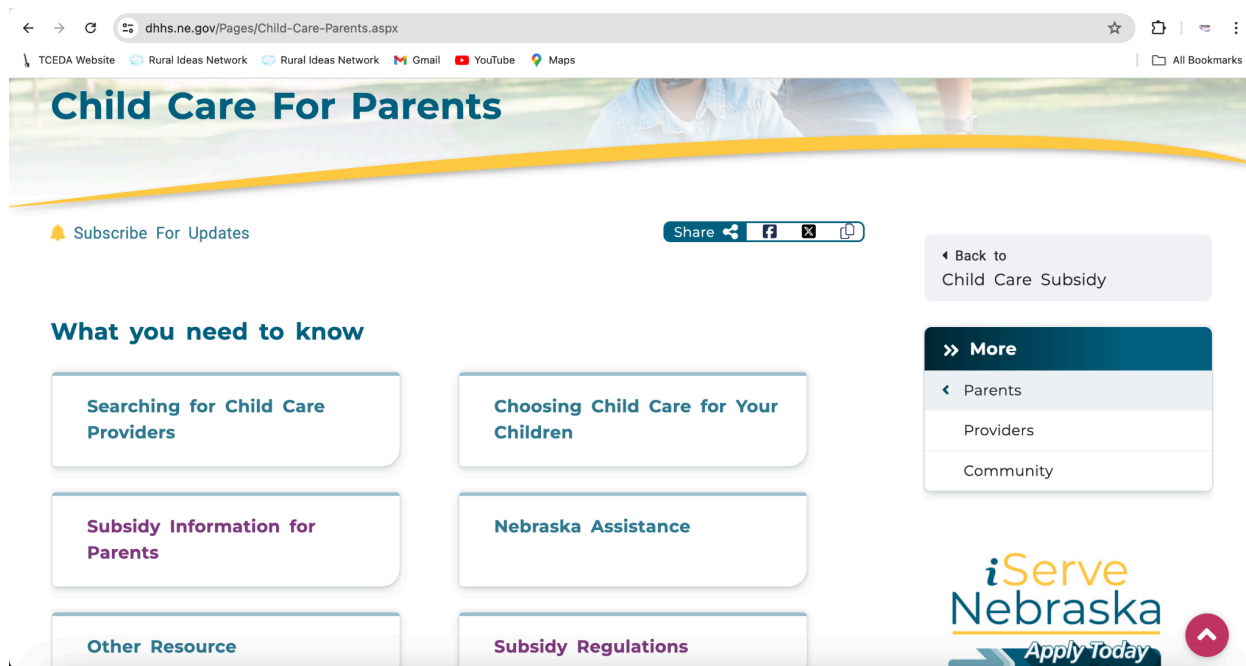 dhhs.ne.gov/Pages/Child-Care-Parents.aspx
TCEDA Website Rural Ideas Network Rural Ideas Network Gmail YouTube Maps All Bookmarks
Child Care For Parents
Subscribe For Updates
Share
Back to
Child Care Subsidy
What you need to know
More
Parents
Providers
Community
Searching for Child Care
Providers
Choosing Child Care for Your
Children
Subsidy Information for
Parents
Nebraska Assistance
Other Resource
Subsidy Regulations
iServe
Nebraska
Apply Today